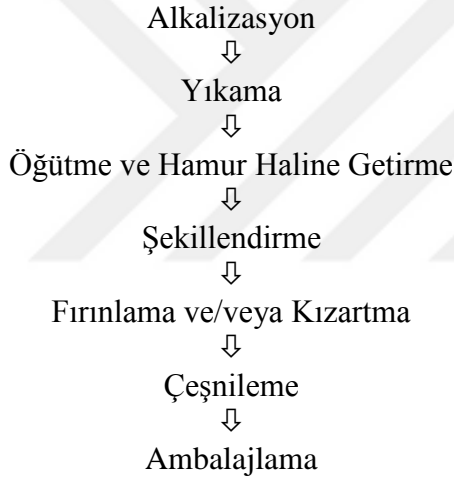 Alkalizasyon
⇩
Yıkama
⇩
Öğütme ve Hamur Haline Getirme
⇩
Şekillendirme
⇩
Fırınlama ve/veya Kızartma
⇩
Çeşnileme
⇩
Ambalajlama